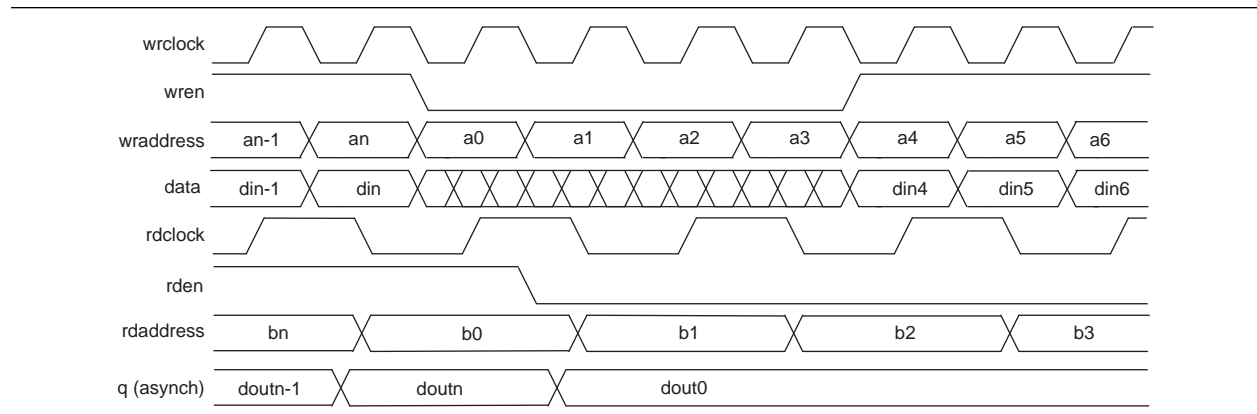 wrclock
wren
wraddress an-1 an a0 a1 a2 a3 a4 a5 a6
data din-1 din din4 din5 din6
rdclock
rden
rdaddress bn b0 b1 b2 b3
q (asynch) doutn-1 doutn dout0